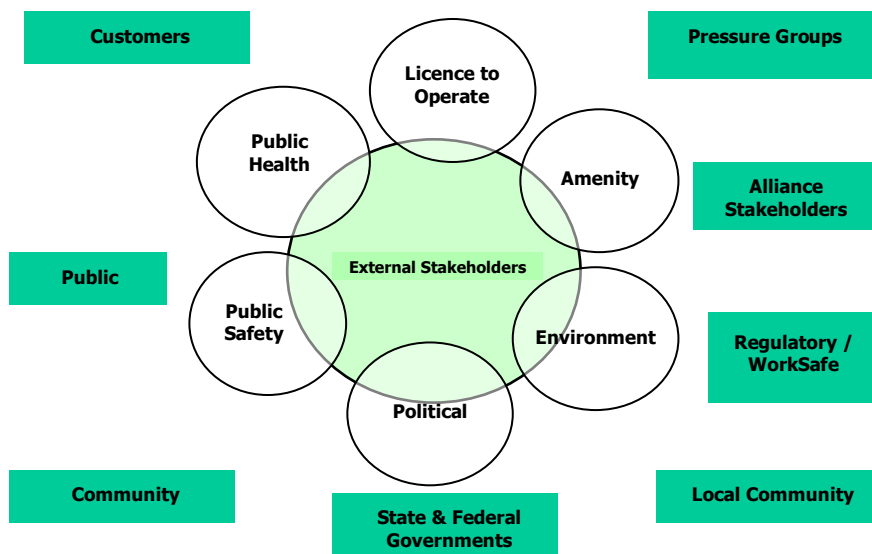 Customers
Pressure Groups
Licence to
Operate
Public
Health
Amenity
Alliance
Stakeholders
Public
External Stakeholders
Public
Safety
Environment
Regulatory /
WorkSafe
Political
Community
Local Community
State & Federal
Governments